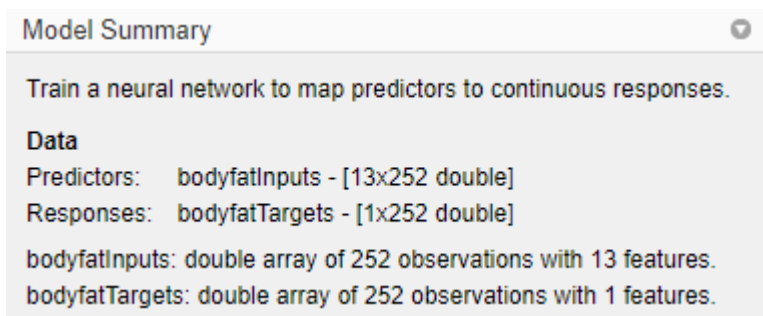 Model Summary
Train a neural network to map predictors to continuous responses.
Data
Predictors: bodyfatInputs - [13x252 double]
Responses: bodyfatTargets - [1x252 double]
bodyfatInputs: double array of 252 observations with 13 features.
bodyfatTargets: double array of 252 observations with 1 features.